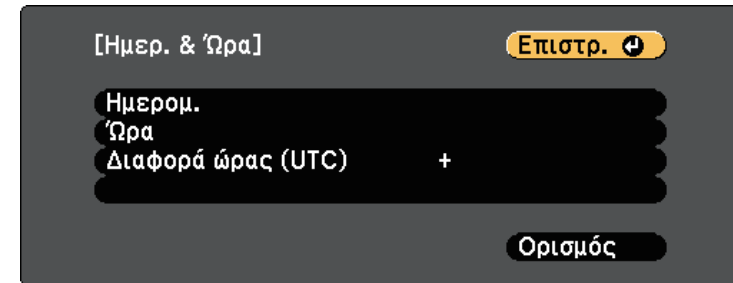 [Ημερ. & Ώρα] Επιστρ.
Ημερομ.
Ώρα
Διαφορά ώρας (UTC) +
Ορισμός